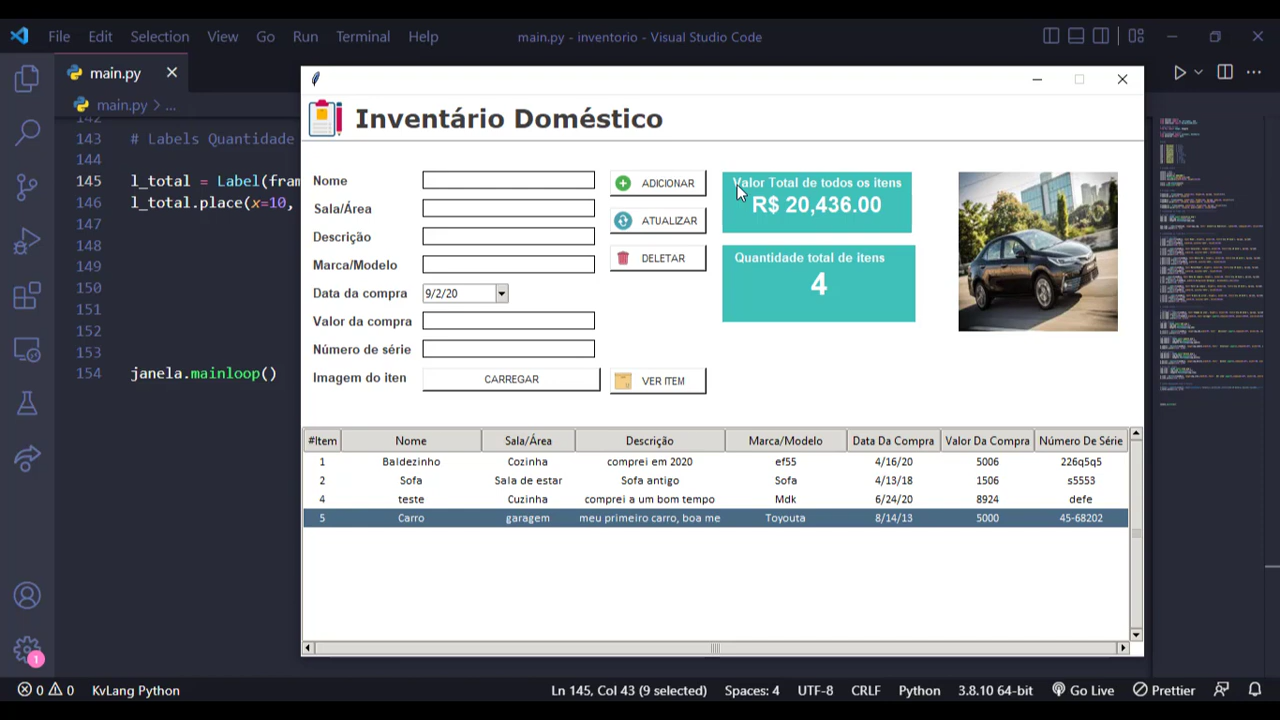 File Edit Selection View Go Run Terminal Help main.py - inventorio - Visual Studio Code
main.py
main.py > ...
Inventário Doméstico
142
143 # Labels Quantidade
144
145 l_total = Label(fram
146 l_total.place(x=10,
147
148
149
150
151
152
153
154 janela.mainloop()
Nome
Sala/Área
Descrição
Marca/Modelo
Data da compra 9/2/20
Valor da compra
Número de série
Imagem do iten CARREGAR
ADICIONAR
ATUALIZAR
DELETAR
VER ITEM
Valor Total de todos os itens
R$ 20,436.00
Quantidade total de itens
4
#Item Nome Sala/Área Descrição Marca/Modelo Data Da Compra Valor Da Compra Número De Série
1 Baldezinho Cozinha comprei em 2020 ef55 4/16/20 5006 226q5q5
2 Sofa Sala de estar Sofa antigo Sofa 4/13/18 1506 s5553
4 teste Cuzinha comprei a um bom tempo Mdk 6/24/20 8924 defe
5 Carro garagem meu primeiro carro, boa me Toyouta 8/14/13 5000 45-68202
1
0 0 KvLang Python Ln 145, Col 43 (9 selected) Spaces: 4 UTF-8 CRLF Python 3.8.10 64-bit Go Live Prettier